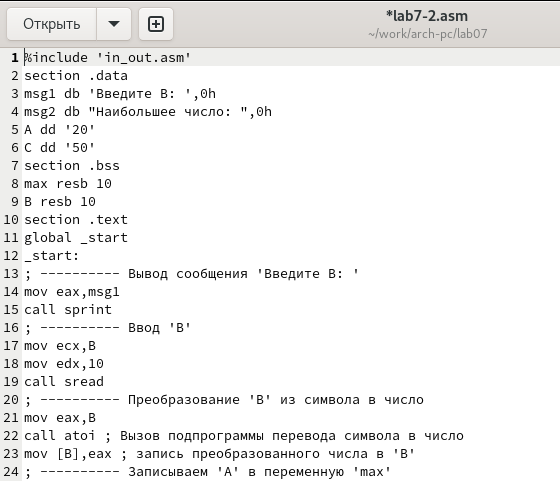 Открыть
*lab7-2.asm
~/work/arch-pc/lab07
1 %include 'in_out.asm'
2 section .data
3 msg1 db 'Введите B: ',0h
4 msg2 db "Наибольшее число: ",0h
5 A dd '20'
6 C dd '50'
7 section .bss
8 max resb 10
9 B resb 10
10 section .text
11 global _start
12 _start:
13 ; ---------- Вывод сообщения 'Введите B: '
14 mov eax,msg1
15 call sprint
16 ; ---------- Ввод 'B'
17 mov ecx,B
18 mov edx,10
19 call sread
20 ; ---------- Преобразование 'B' из символа в число
21 mov eax,B
22 call atoi ; Вызов подпрограммы перевода символа в число
23 mov [B],eax ; запись преобразованного числа в 'B'
24 ; ---------- Записываем 'A' в переменную 'max'